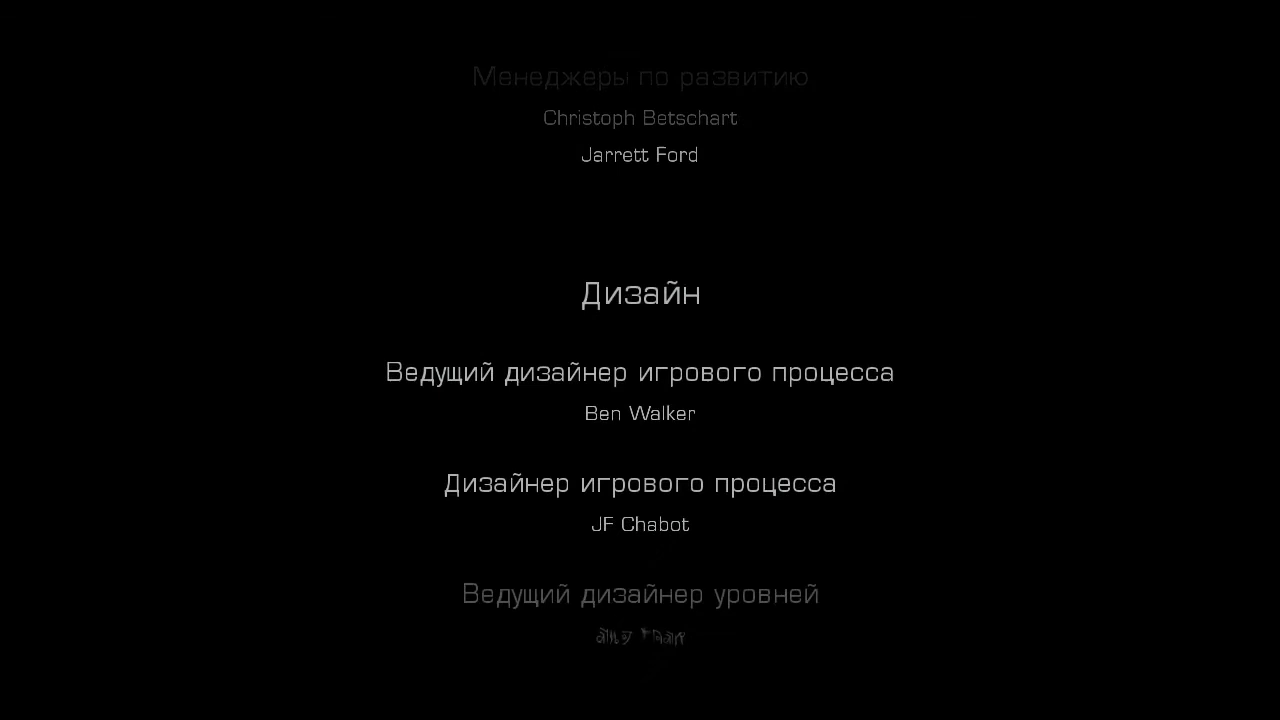 Менеджеры по развитию
Christoph Betschart
Jarrett Ford
Дизайн
Ведущий дизайнер игрового процесса
Ben Walker
Дизайнер игрового процесса
JF Chabot
Ведущий дизайнер уровней